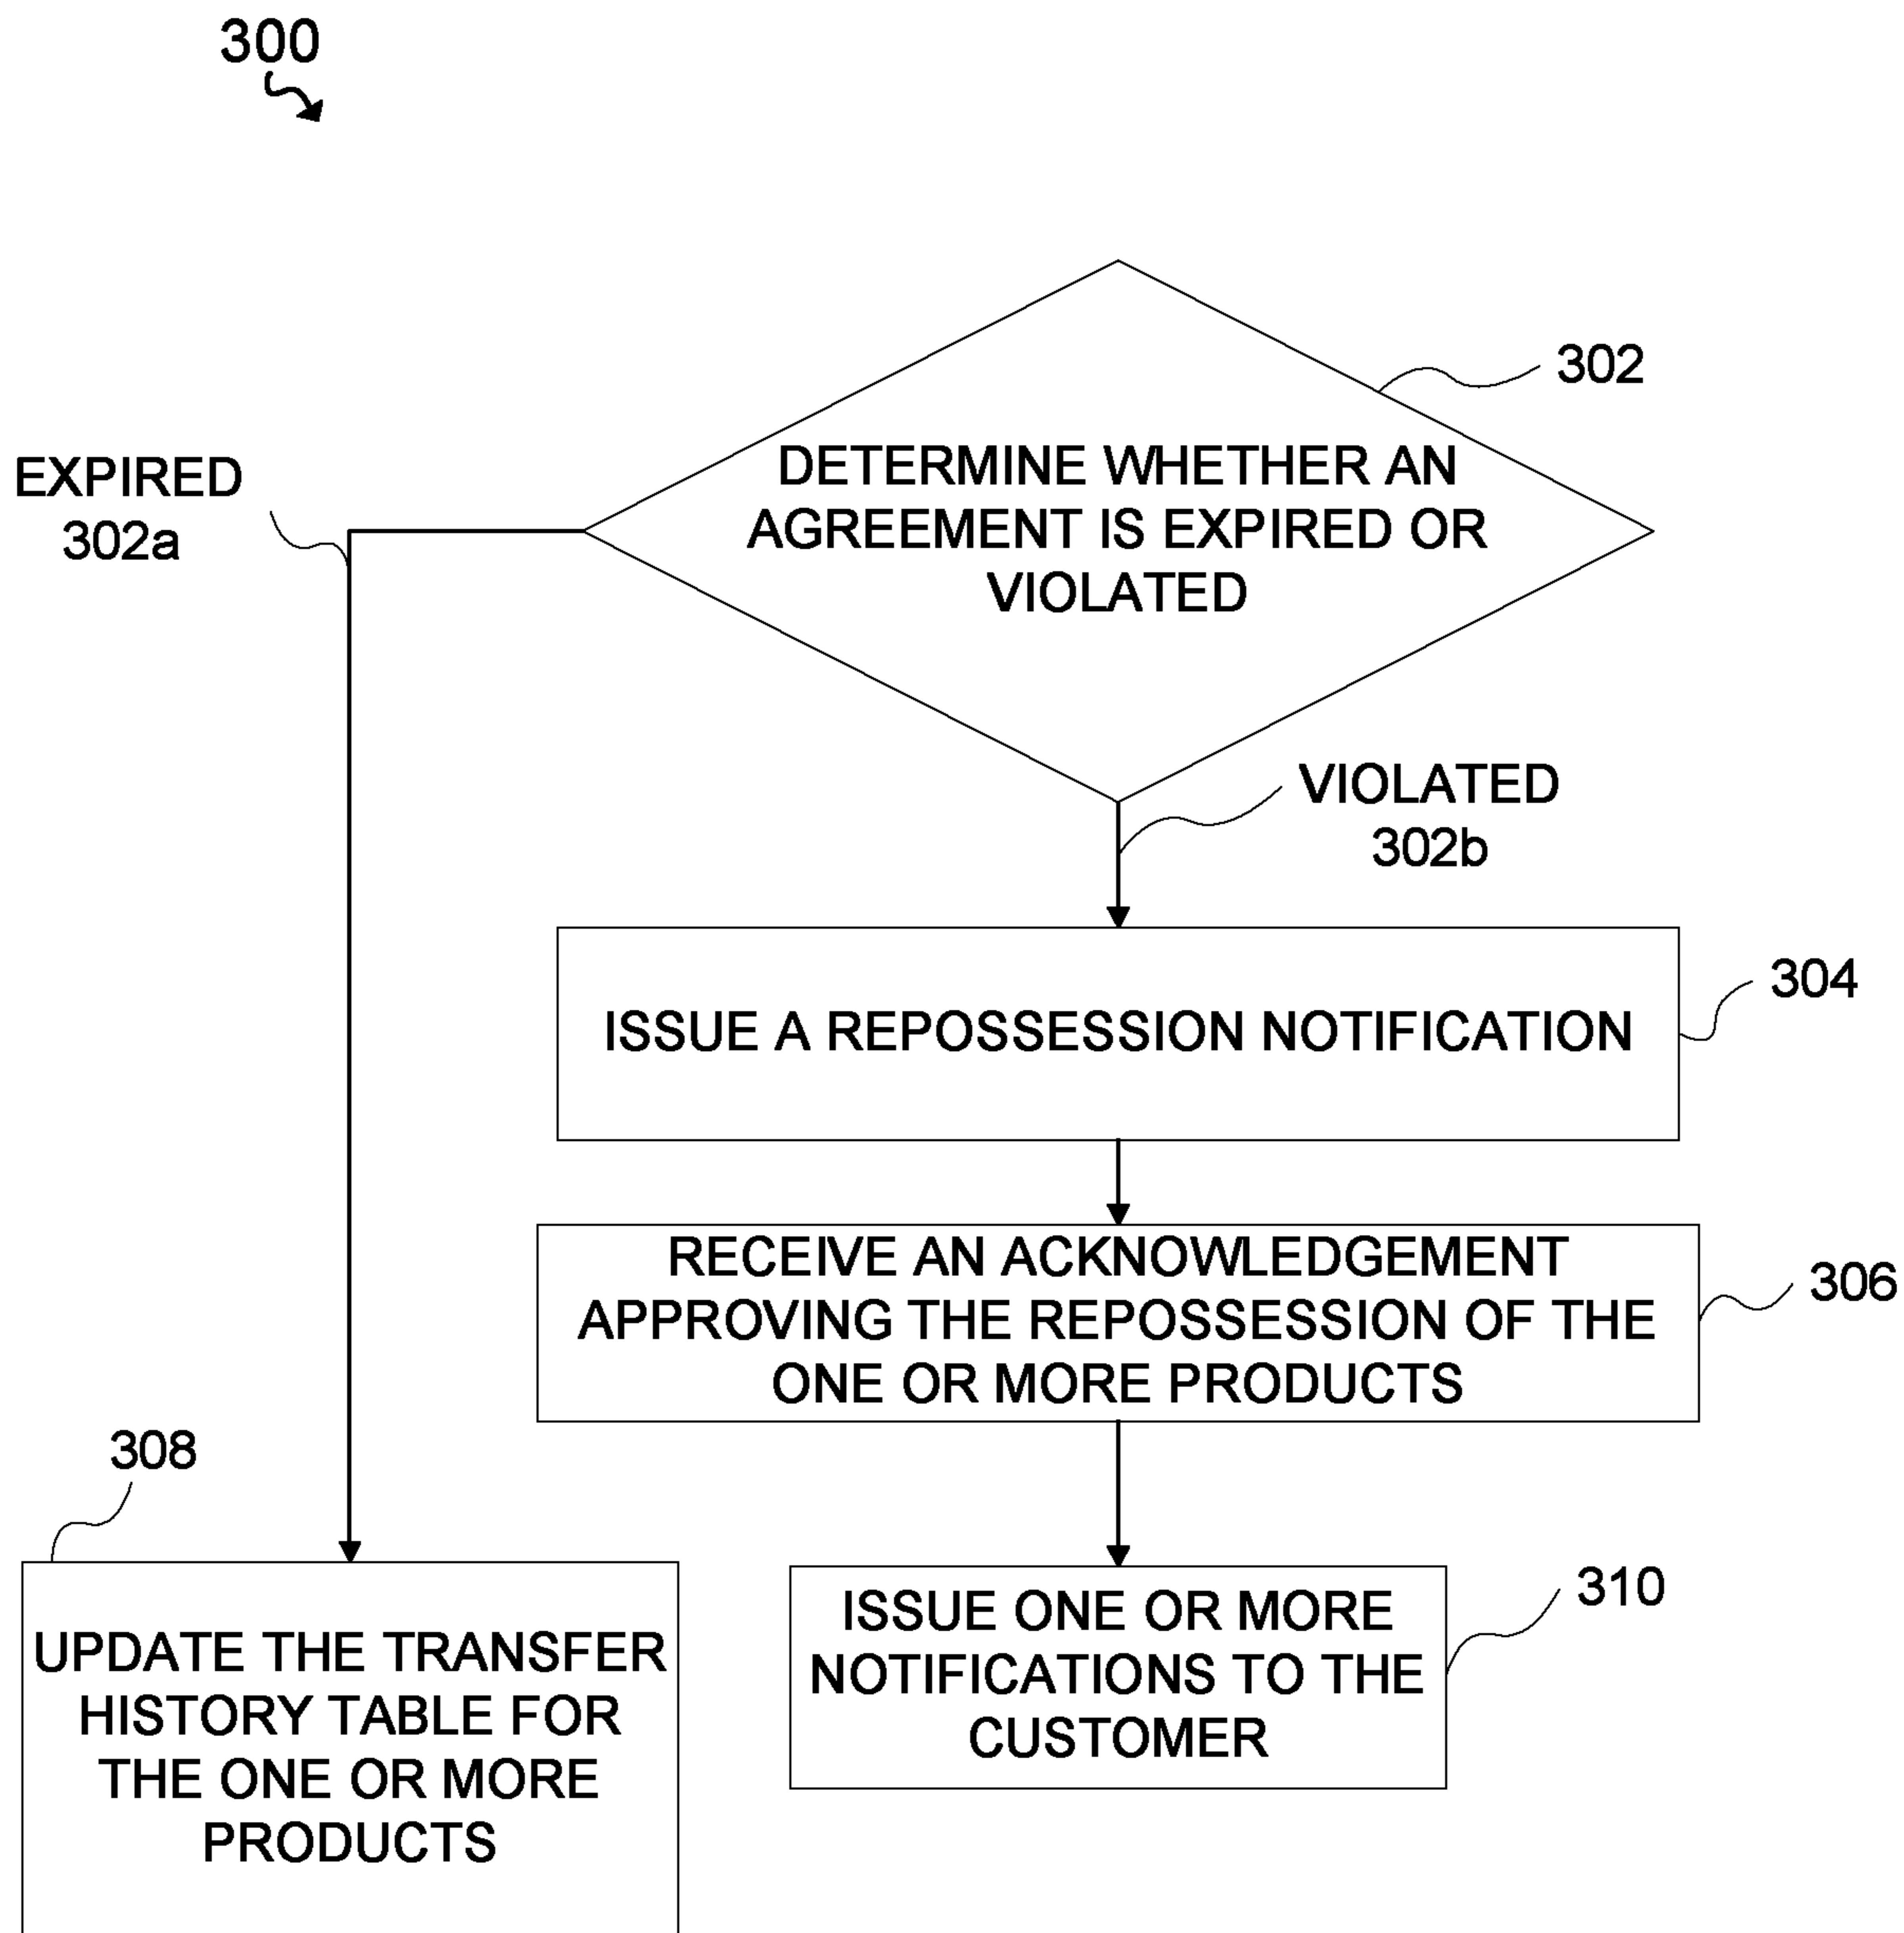 300
302
DETERMINE WHETHER AN
AGREEMENT IS EXPIRED OR
VIOLATED
EXPIRED
302a
VIOLATED
302b
304
ISSUE A REPOSSESSION NOTIFICATION
306
RECEIVE AN ACKNOWLEDGEMENT
APPROVING THE REPOSSESSION OF THE
ONE OR MORE PRODUCTS
308
UPDATE THE TRANSFER
HISTORY TABLE FOR
THE ONE OR MORE
PRODUCTS
310
ISSUE ONE OR MORE
NOTIFICATIONS TO THE
CUSTOMER